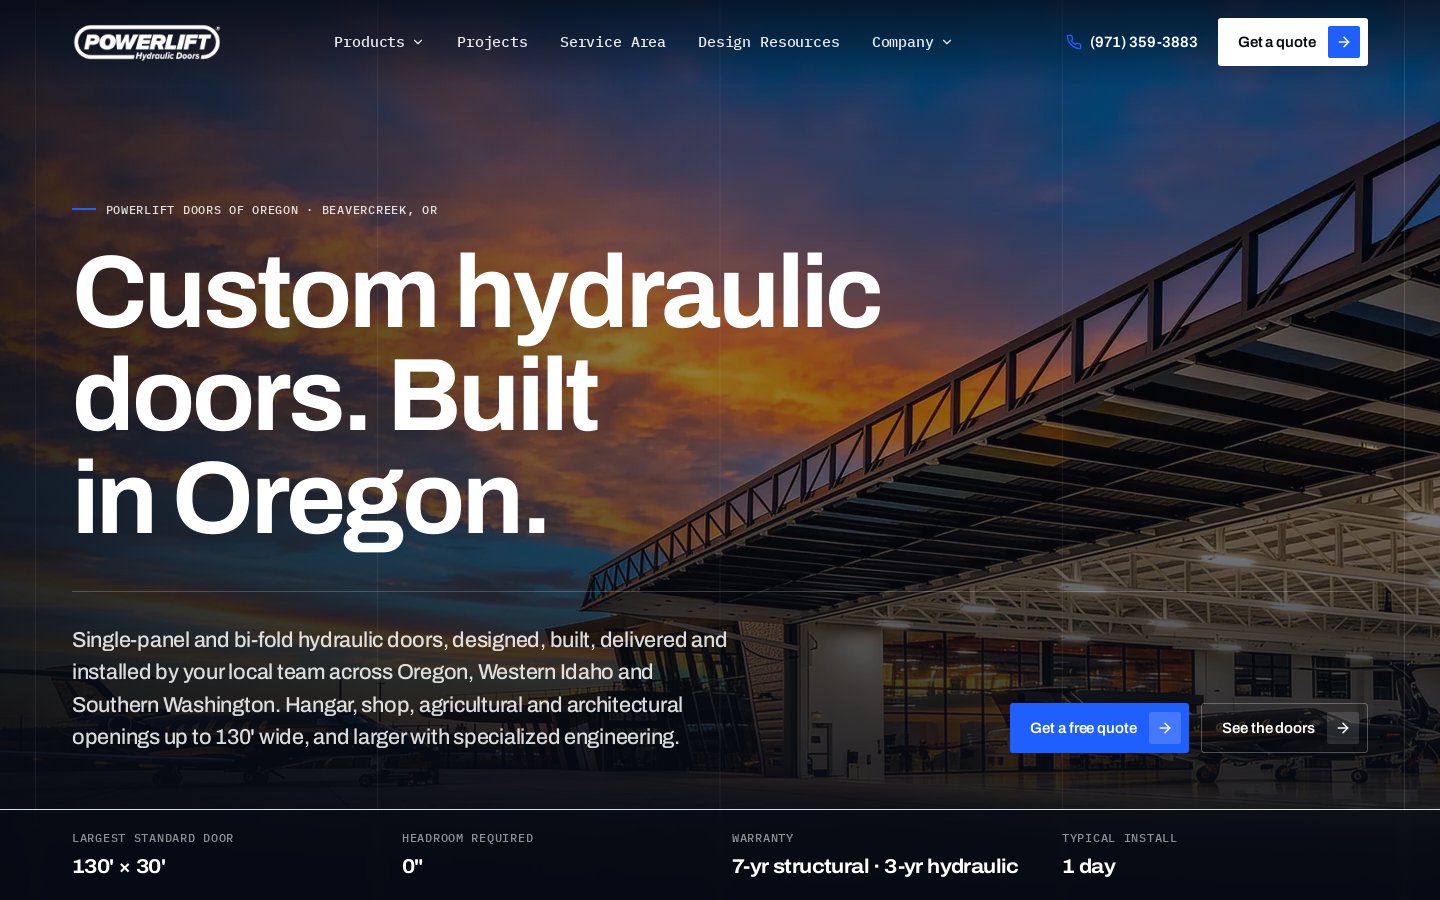 POWERLIFT
Hydraulic Doors
Products
Projects
Service Area
Design Resources
Company
(971) 359-3883
Get a quote
POWERLIFT DOORS OF OREGON · BEAVERCREEK, OR
Custom hydraulic
doors. Built
in Oregon.
Single-panel and bi-fold hydraulic doors, designed, built, delivered and
installed by your local team across Oregon, Western Idaho and
Southern Washington. Hangar, shop, agricultural and architectural
openings up to 130' wide, and larger with specialized engineering.
Get a free quote
See the doors
LARGEST STANDARD DOOR
130' × 30'
HEADROOM REQUIRED
0"
WARRANTY
7-yr structural · 3-yr hydraulic
TYPICAL INSTALL
1 day